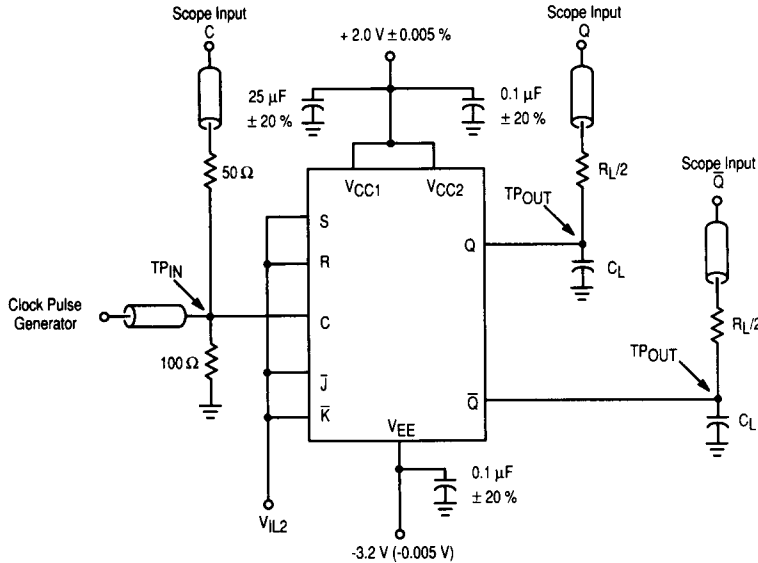 Scope Input
C
+ 2.0 V ± 0.005 %
Scope Input
Q
25 µF
± 20 %
0.1 µF
± 20 %
50 Ω
VCC1
VCC2
RL/2
Scope Input
Q̅
TPOUT
S
Q
R
CL
TPIN
Clock Pulse
Generator
C
RL/2
100 Ω
TPOUT
J̅
K̅
Q̅
VEE
CL
0.1 µF
± 20 %
VIL2
-3.2 V (-0.005 V)